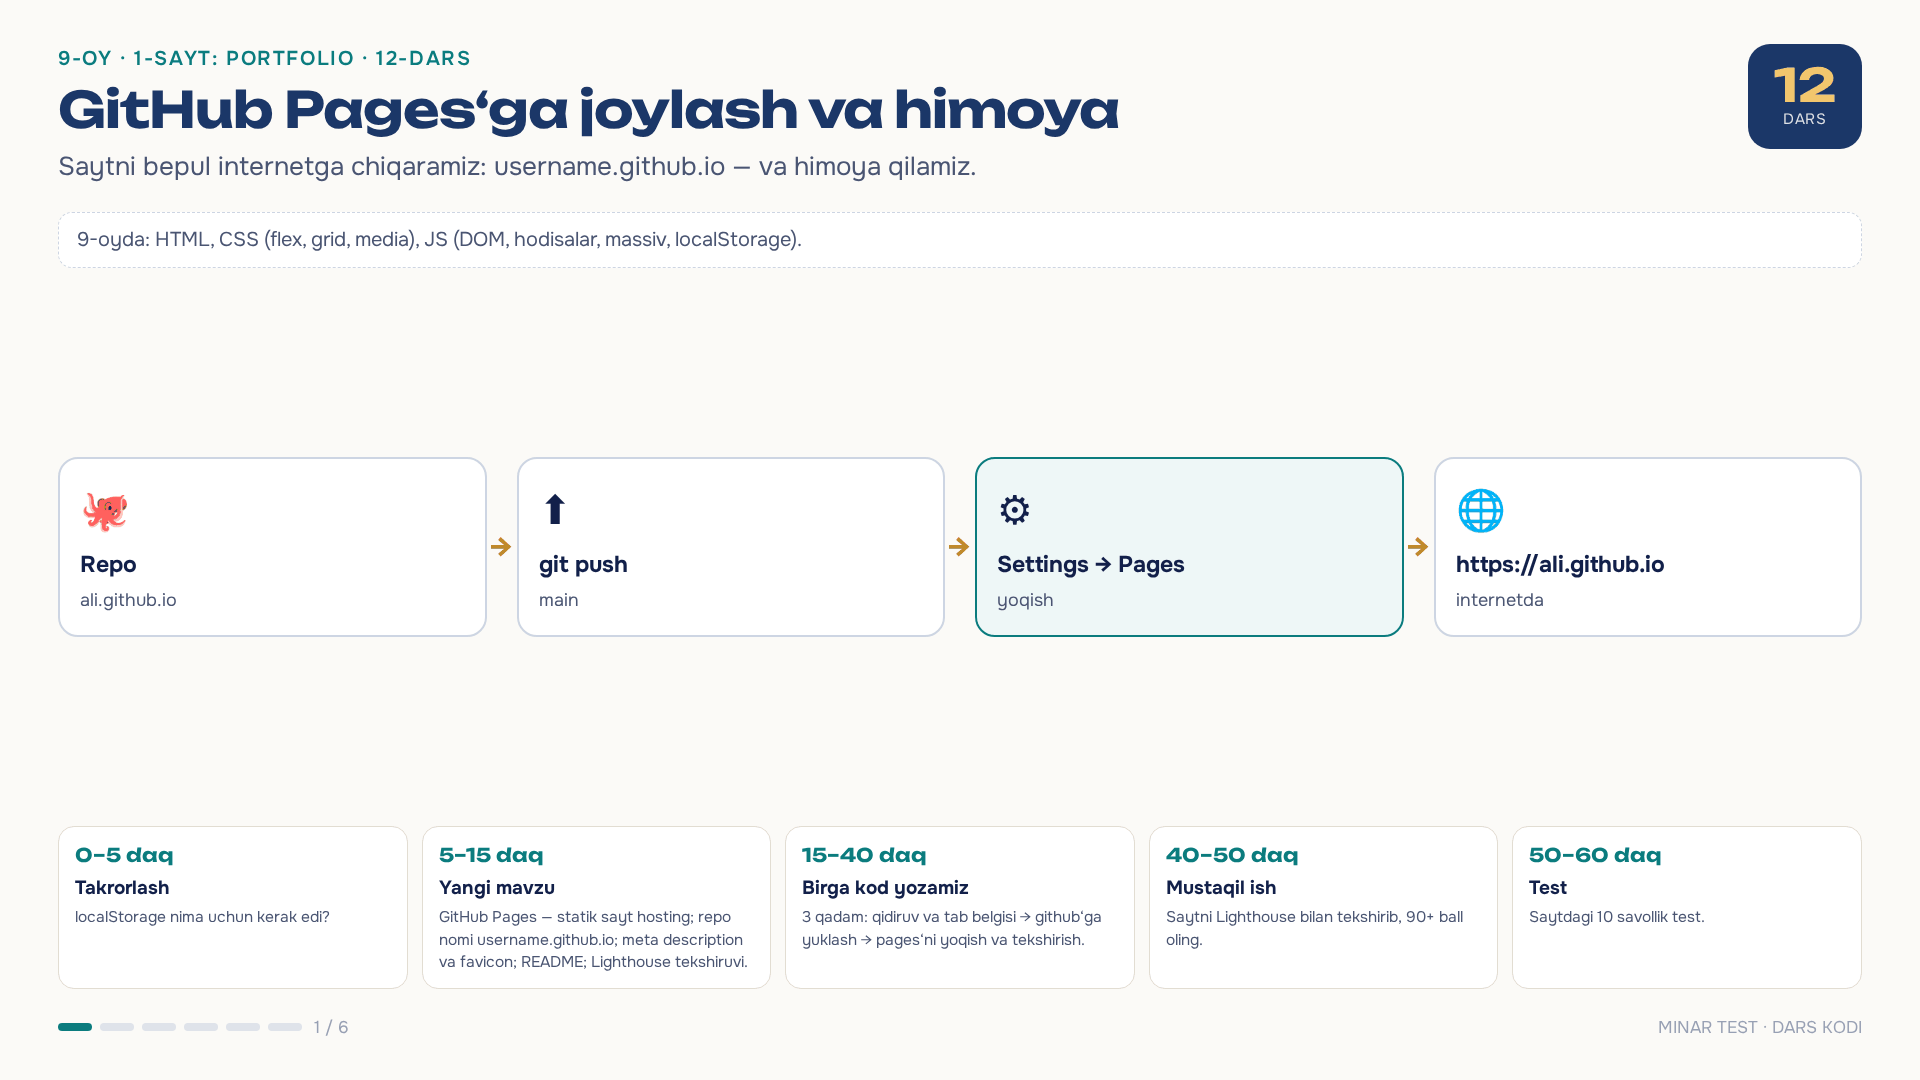 9-OY · 1-SAYT: PORTFOLIO · 12-DARS
GitHub Pages‘ga joylash va himoya
Saytni bepul internetga chiqaramiz: username.github.io — va himoya qilamiz.
12
DARS
9-oyda: HTML, CSS (flex, grid, media), JS (DOM, hodisalar, massiv, localStorage).
Repo
ali.github.io
→
git push
main
→
Settings → Pages
yoqish
→
https://ali.github.io
internetda
0–5 daq
Takrorlash
localStorage nima uchun kerak edi?
5–15 daq
Yangi mavzu
GitHub Pages — statik sayt hosting; repo
nomi username.github.io; meta description
va favicon; README; Lighthouse tekshiruvi.
15–40 daq
Birga kod yozamiz
3 qadam: qidiruv va tab belgisi → github‘ga
yuklash → pages‘ni yoqish va tekshirish.
40–50 daq
Mustaqil ish
Saytni Lighthouse bilan tekshirib, 90+ ball
oling.
50–60 daq
Test
Saytdagi 10 savollik test.
1 / 6
MINAR TEST · DARS KODI